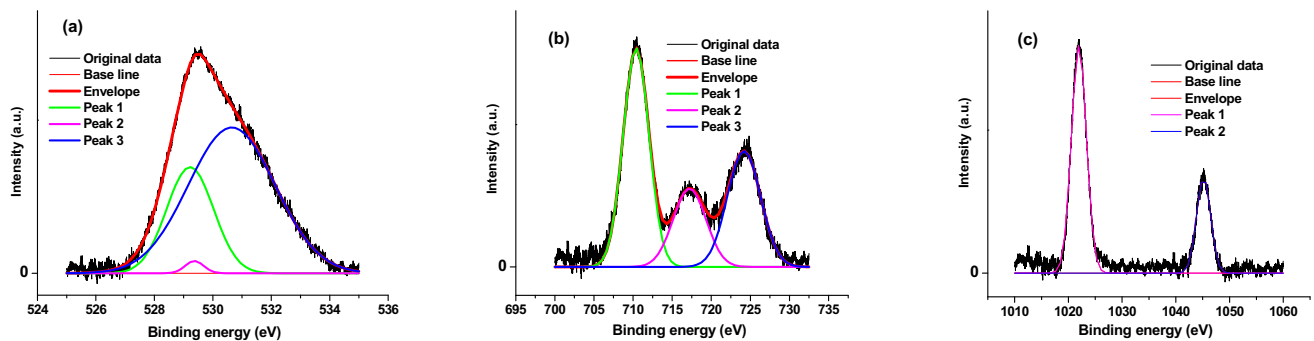 (a)
Original data
Base line
Envelope
Peak 1
Peak 2
Peak 3
Intensity (a.u.)
0
524 526 528 530 532 534 536
Binding energy (eV)
(b)
Original data
Base line
Envelope
Peak 1
Peak 2
Peak 3
Intensity (a.u.)
0
695 700 705 710 715 720 725 730 735
Binding energy (eV)
(c)
Original data
Base line
Envelope
Peak 1
Peak 2
Intensity (a.u.)
0
1010 1020 1030 1040 1050 1060
Binding energy (eV)